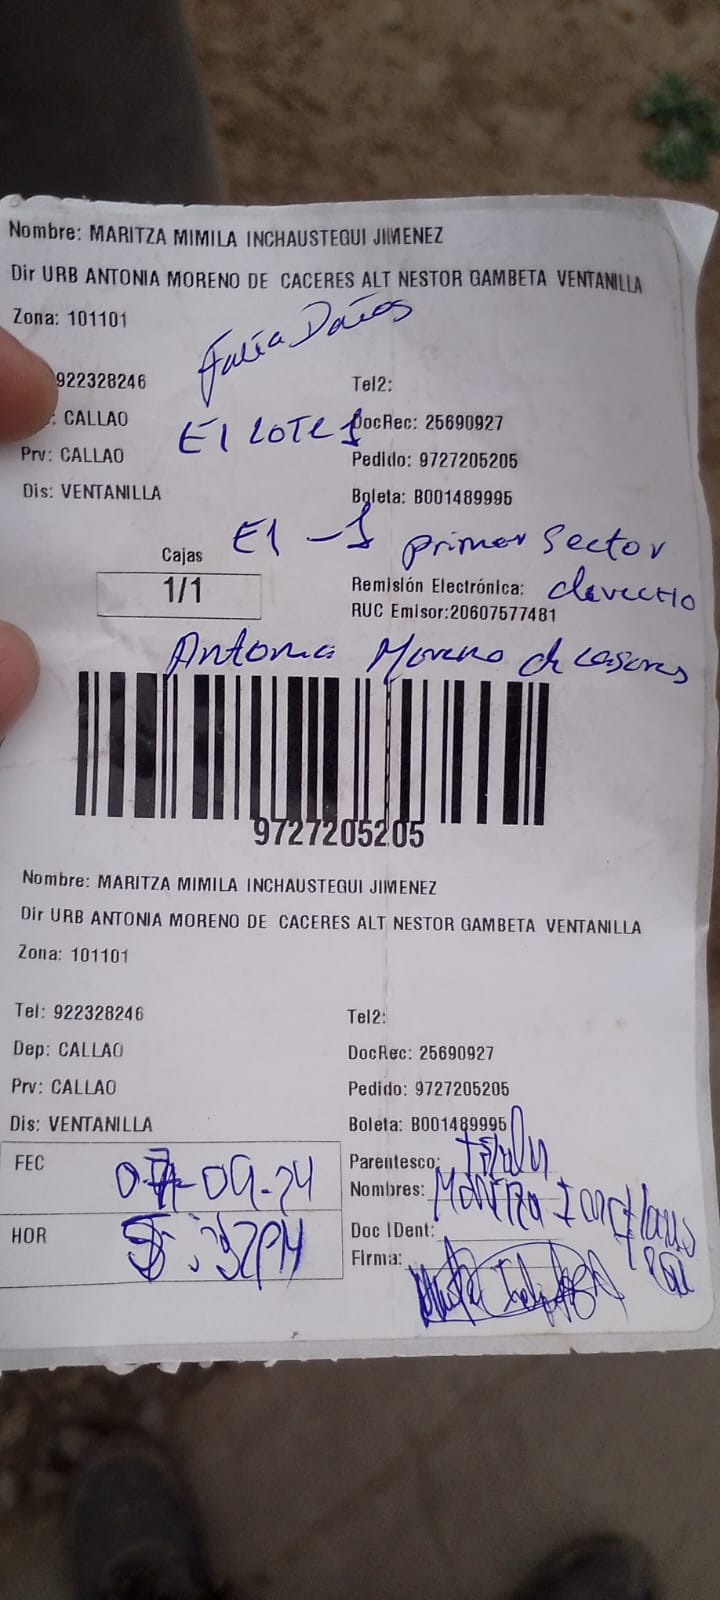 Nombre: MARITZA MIMILA INCHAUSTEGUI JIMENEZ
Dir URB ANTONIA MORENO DE CACERES ALT NESTOR GAMBETA VENTANILLA
Zona: 101101
922328246 Tel2:
: CALLAO E1 LOTE 1 DocRec: 25690927
Prv: CALLAO Pedido: 9727205205
Dis: VENTANILLA Boleta: B001489995
E1 - 1 primer sector
Cajas
1/1 Remisión Electrónica:
RUC Emisor:20607577481
Antonia Moreno de
9727205205
Nombre: MARITZA MIMILA INCHAUSTEGUI JIMENEZ
Dir URB ANTONIA MORENO DE CACERES ALT NESTOR GAMBETA VENTANILLA
Zona: 101101
Tel: 922328246 Tel2:
Dep: CALLAO DocRec: 25690927
Prv: CALLAO Pedido: 9727205205
Dis: VENTANILLA Boleta: B001489995
FEC 07-09-24 Parentesco:
Nombres:
HOR Doc IDent:
Firma: